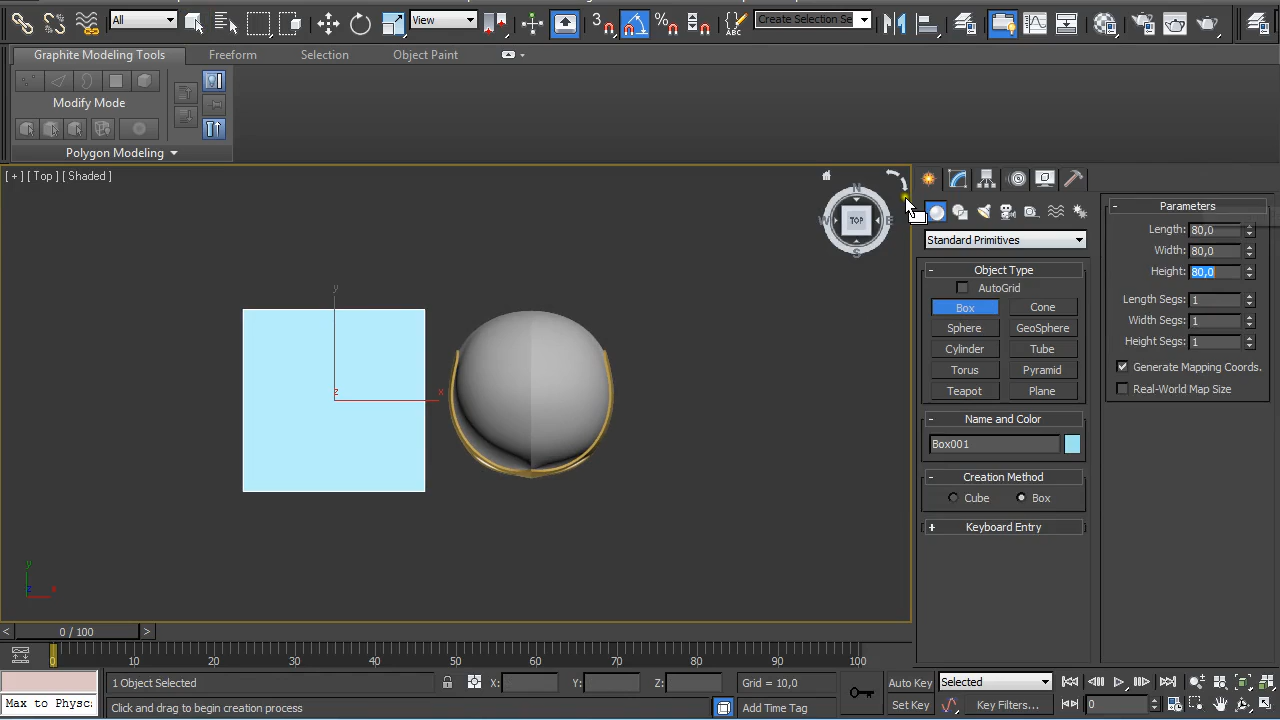 All
View
3
%
ABC
Create Selection Se
Graphite Modeling Tools
Freeform
Selection
Object Paint
Modify Mode
Polygon Modeling
[ + ] [ Top ] [ Shaded ]
N
W
TOP
E
S
y
z
x
y
z
x
Standard Primitives
- Object Type
AutoGrid
Box
Cone
Sphere
GeoSphere
Cylinder
Tube
Torus
Pyramid
Teapot
Plane
- Name and Color
Box001
- Creation Method
Cube
Box
+ Keyboard Entry
- Parameters
Length: 80,0
Width: 80,0
Height: 80,0
Length Segs: 1
Width Segs: 1
Height Segs: 1
Generate Mapping Coords.
Real-World Map Size
< 0 / 100 >
0 10 20 30 40 50 60 70 80 90 100
1 Object Selected
X:
Y:
Z:
Grid = 10,0
Auto Key
Selected
Max to Physc
Click and drag to begin creation process
Add Time Tag
Set Key
Key Filters...
0